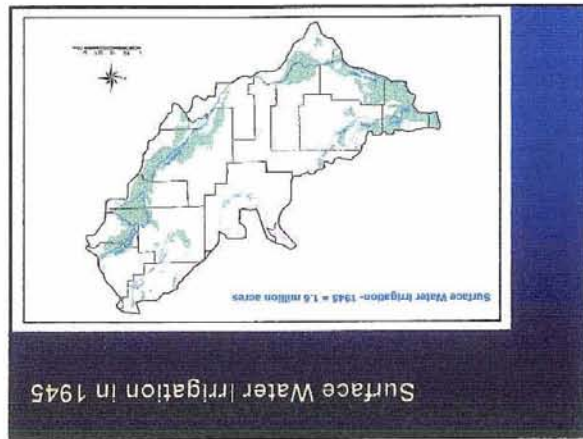 Surface Water Irrigation in 1945
Surface Water Irrigation- 1945 = 1.6 million acres